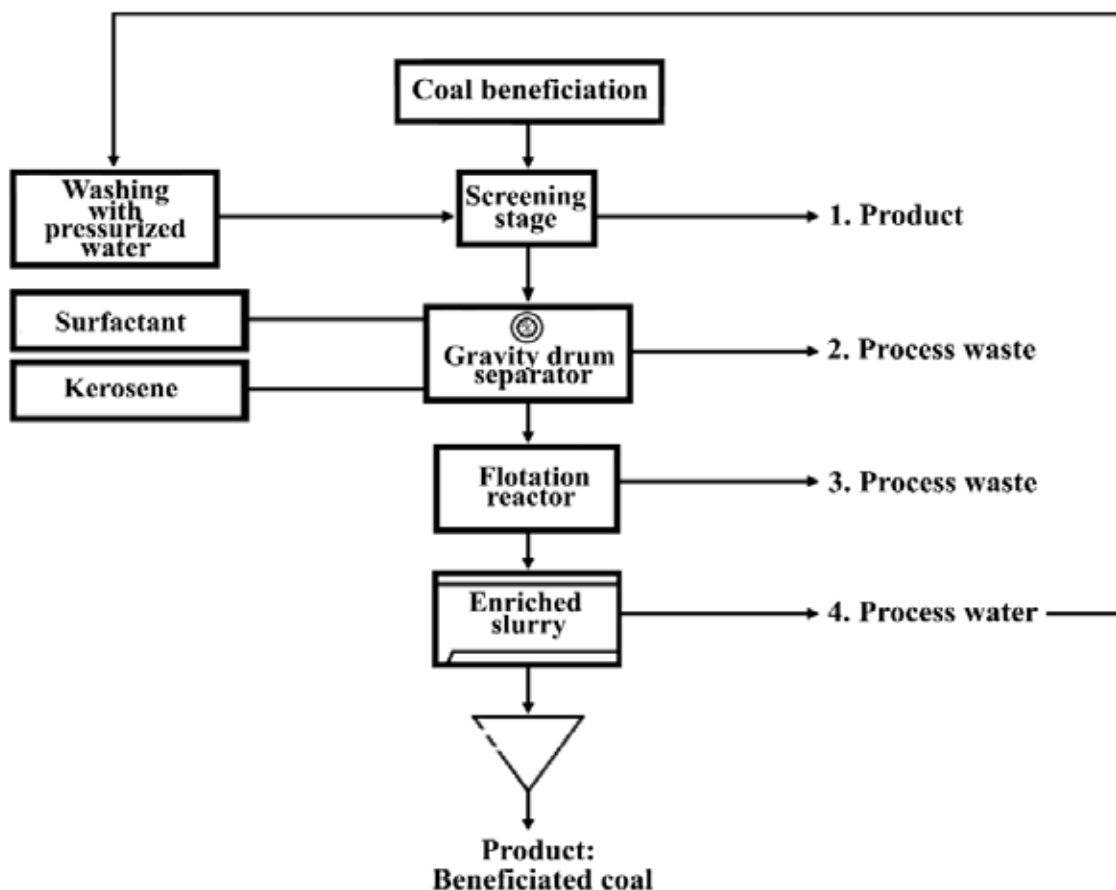 Coal beneficiation
Washing
with
pressurized
water
Screening
stage
1. Product
Surfactant
Kerosene
Gravity drum
separator
2. Process waste
Flotation
reactor
3. Process waste
Enriched
slurry
4. Process water
Product:
Beneficiated coal